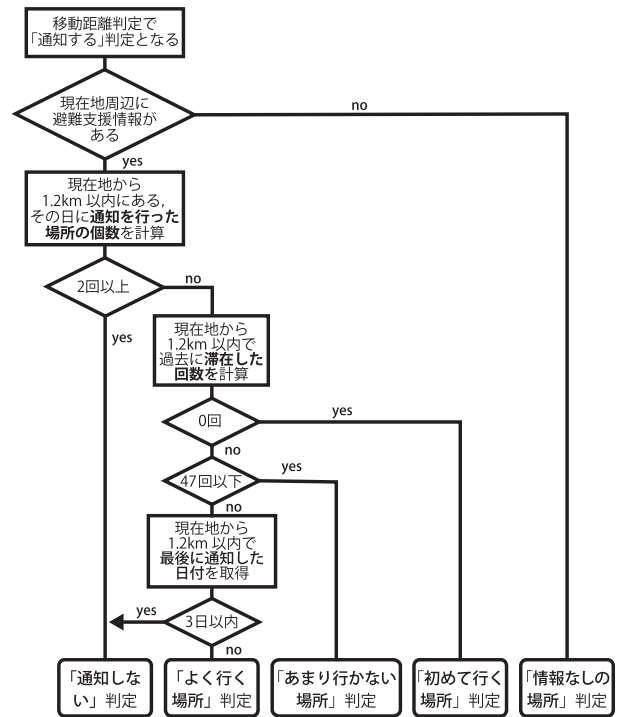 移動距離判定で
「通知する」判定となる
現在地周辺に
避難支援情報が
ある
no
yes
現在地から
1.2km 以内にある,
その日に通知を行った
場所の個数を計算
2回以上
no
yes
現在地から
1.2km 以内で
過去に滞在した
回数を計算
0回
yes
no
47回以下
yes
no
現在地から
1.2km 以内で
最後に通知した
日付を取得
3日以内
yes
no
「通知しな
い」判定
「よく行く
場所」判定
「あまり行かない
場所」判定
「初めて行く
場所」判定
「情報なしの
場所」判定